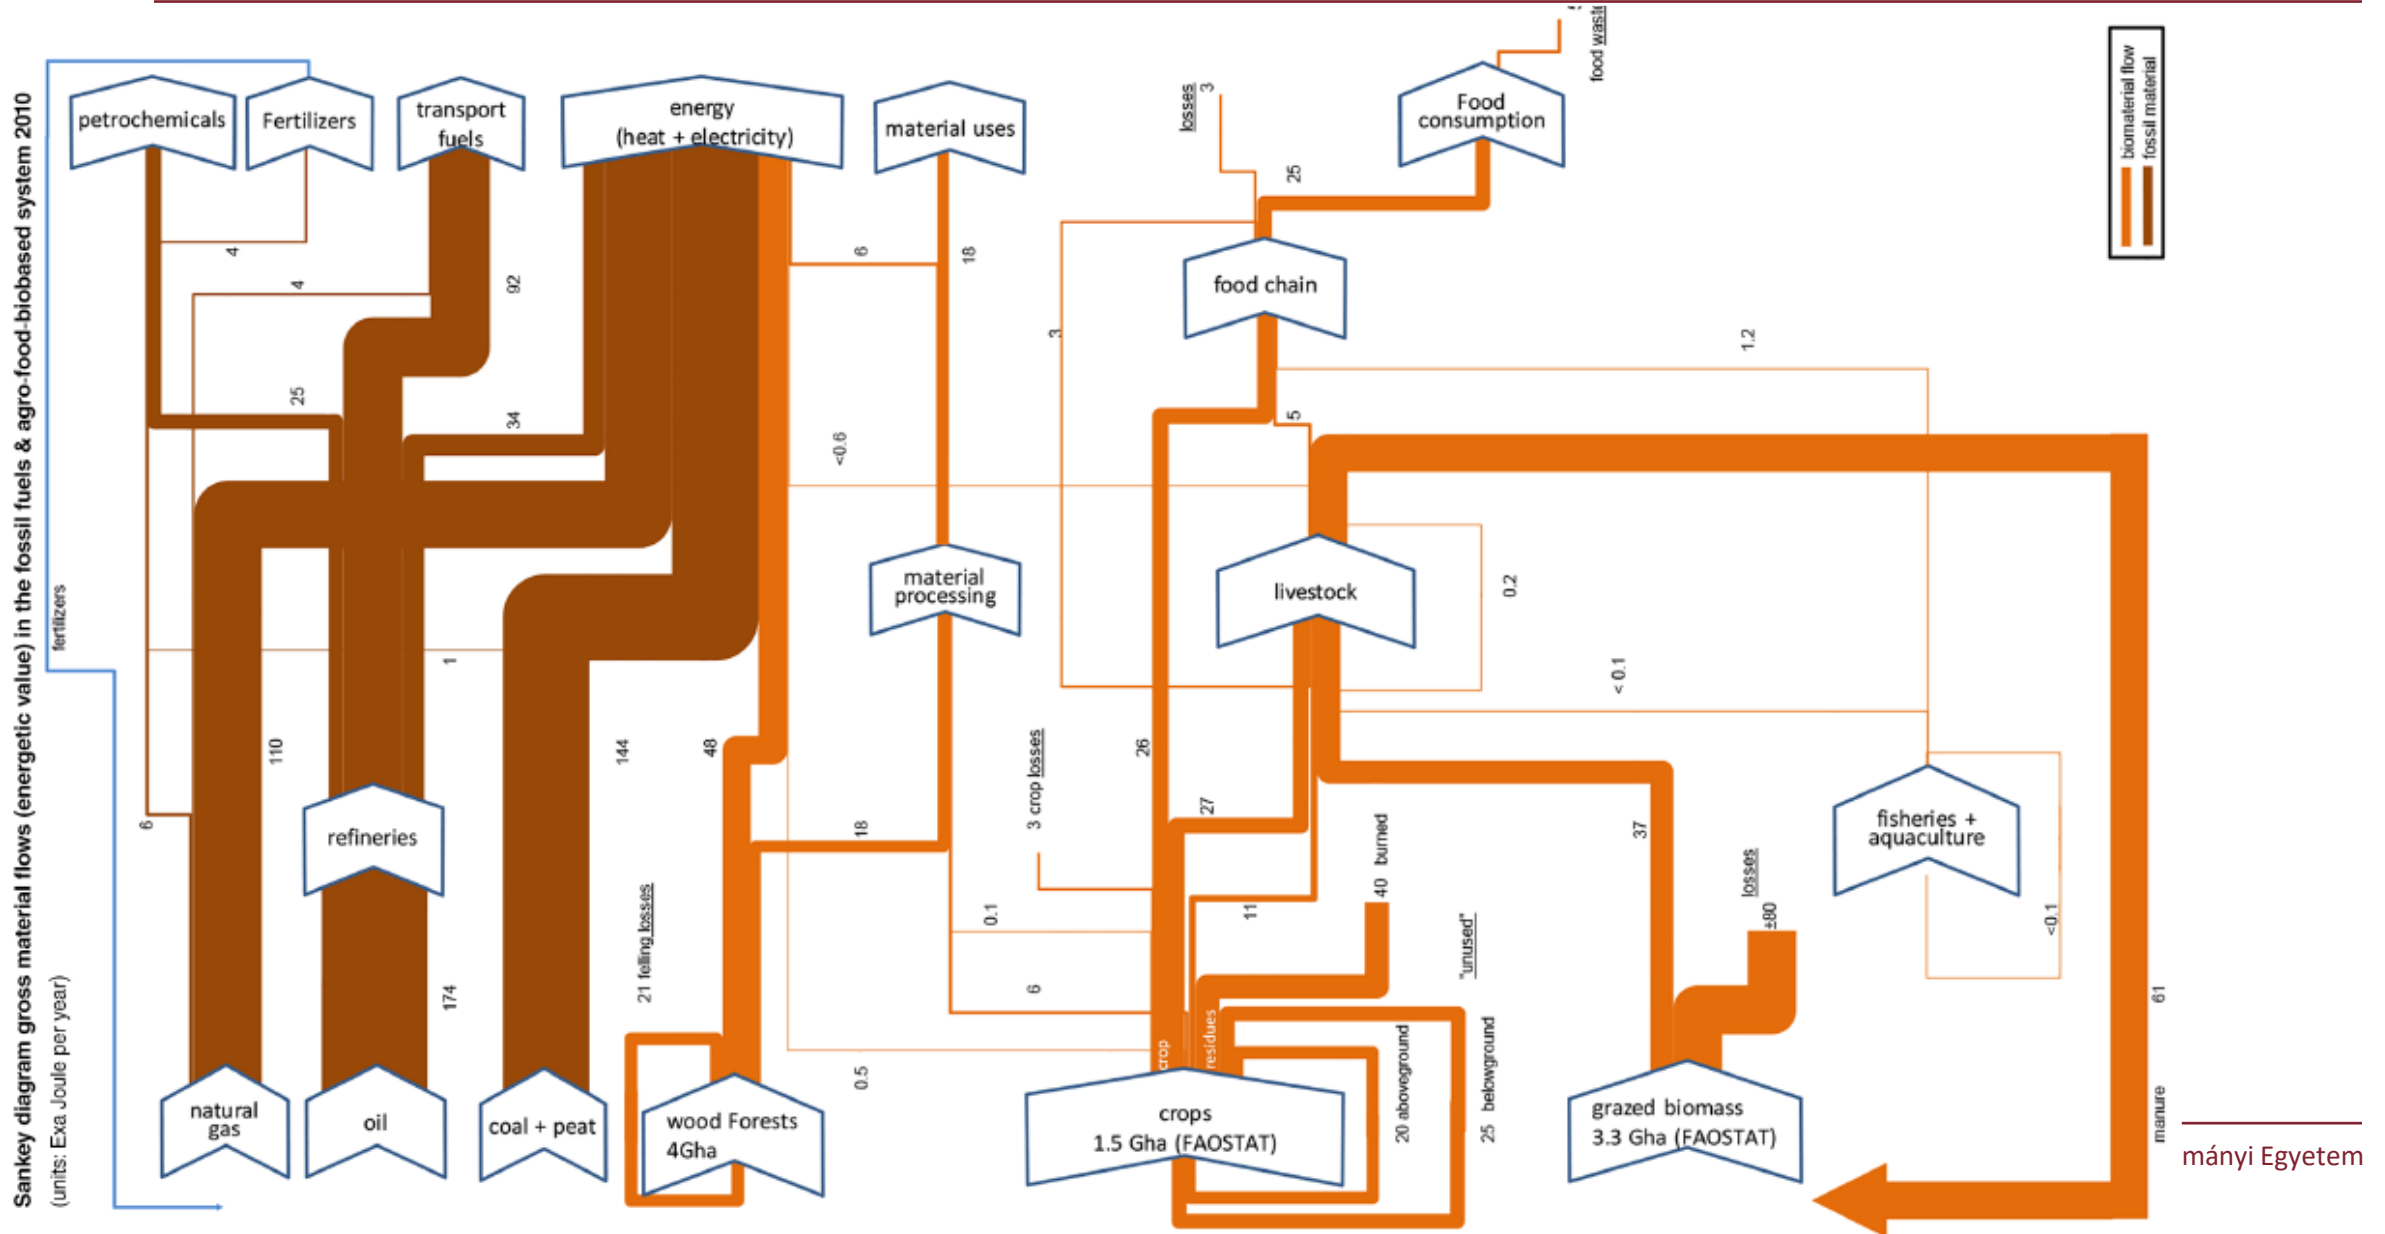 Sankey diagram gross material flows (energetic value) in the fossil fuels & agro-food-biobased system 2010
(units: Exa Joule per year)
biomaterial flow
fossil material
petrochemicals
Fertilizers
transport
fuels
energy
(heat + electricity)
material uses
losses
3
Food
consumption
food waste
25
4
4
92
6
18
food chain
3
1.2
25
34
<0.6
5
fertilizers
material
processing
livestock
0.2
1
< 0.1
6
110
144
48
18
3 crop losses
26
27
37
refineries
fisheries +
aquaculture
<0.1
40 burned
losses
±80
11
0.1
"unused"
21 felling losses
174
6
61
0.5
crop
residues
20 aboveground
25 belowground
manure
natural
gas
oil
coal + peat
wood Forests
4Gha
crops
1.5 Gha (FAOSTAT)
grazed biomass
3.3 Gha (FAOSTAT)
mányi Egyetem